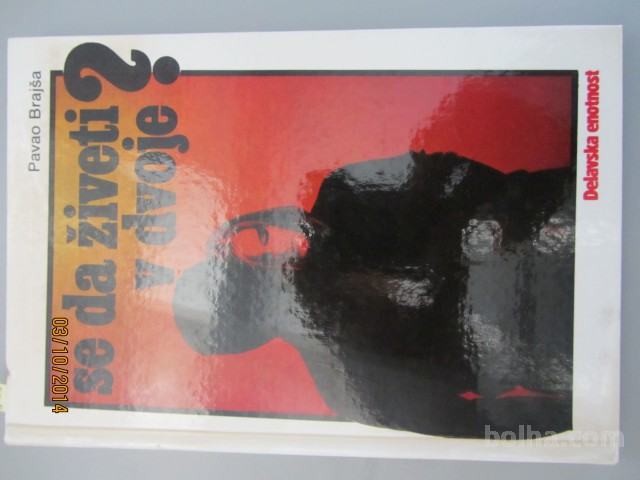 Pavao Brajša
se da živeti
v dvoje?
Delavska enotnost
03/10/2014
bolha.com